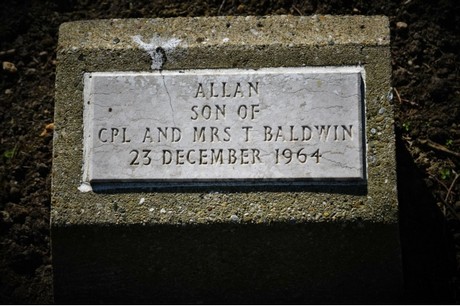 ALLAN
SON OF
CPL AND MRS T BALDWIN
23 DECEMBER 1964